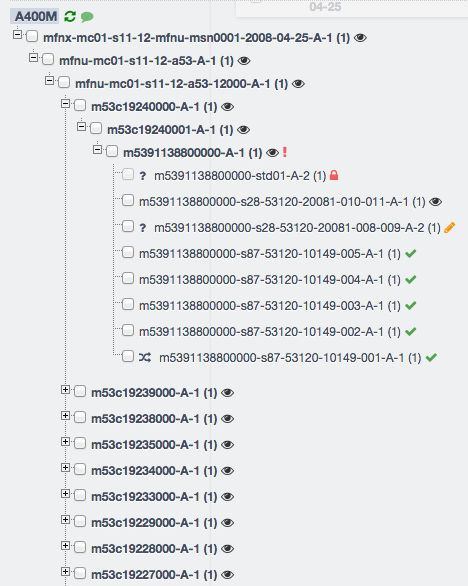 04-25
A400M
mfnx-mc01-s11-12-mfnu-msn0001-2008-04-25-A-1 (1)
mfnu-mc01-s11-12-a53-A-1 (1)
mfnu-mc01-s11-12-a53-12000-A-1 (1)
m53c19240000-A-1 (1)
m53c19240001-A-1 (1)
m5391138800000-A-1 (1) !
? m5391138800000-std01-A-2 (1)
m5391138800000-s28-53120-20081-010-011-A-1 (1)
? m5391138800000-s28-53120-20081-008-009-A-2 (1)
m5391138800000-s87-53120-10149-005-A-1 (1)
m5391138800000-s87-53120-10149-004-A-1 (1)
m5391138800000-s87-53120-10149-003-A-1 (1)
m5391138800000-s87-53120-10149-002-A-1 (1)
m5391138800000-s87-53120-10149-001-A-1 (1)
m53c19239000-A-1 (1)
m53c19238000-A-1 (1)
m53c19235000-A-1 (1)
m53c19234000-A-1 (1)
m53c19233000-A-1 (1)
m53c19229000-A-1 (1)
m53c19228000-A-1 (1)
m53c19227000-A-1 (1)